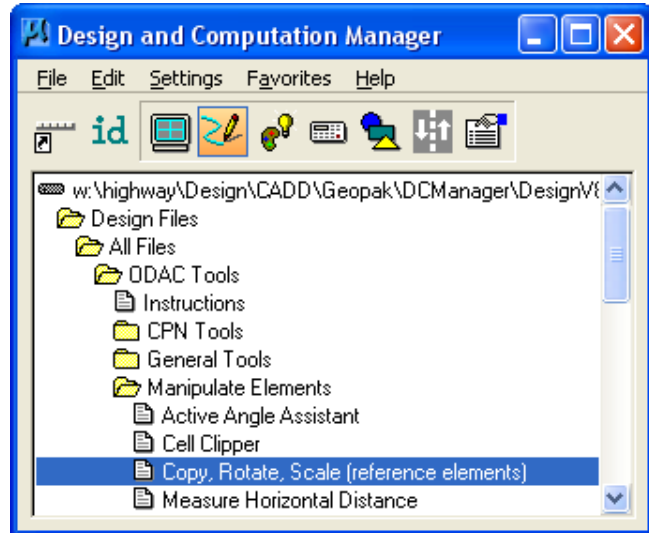 Design and Computation Manager
File Edit Settings Favorites Help
id
w:\highway\Design\CADD\Geopak\DCManager\DesignV8
Design Files
All Files
ODAC Tools
Instructions
CPN Tools
General Tools
Manipulate Elements
Active Angle Assistant
Cell Clipper
Copy, Rotate, Scale (reference elements)
Measure Horizontal Distance